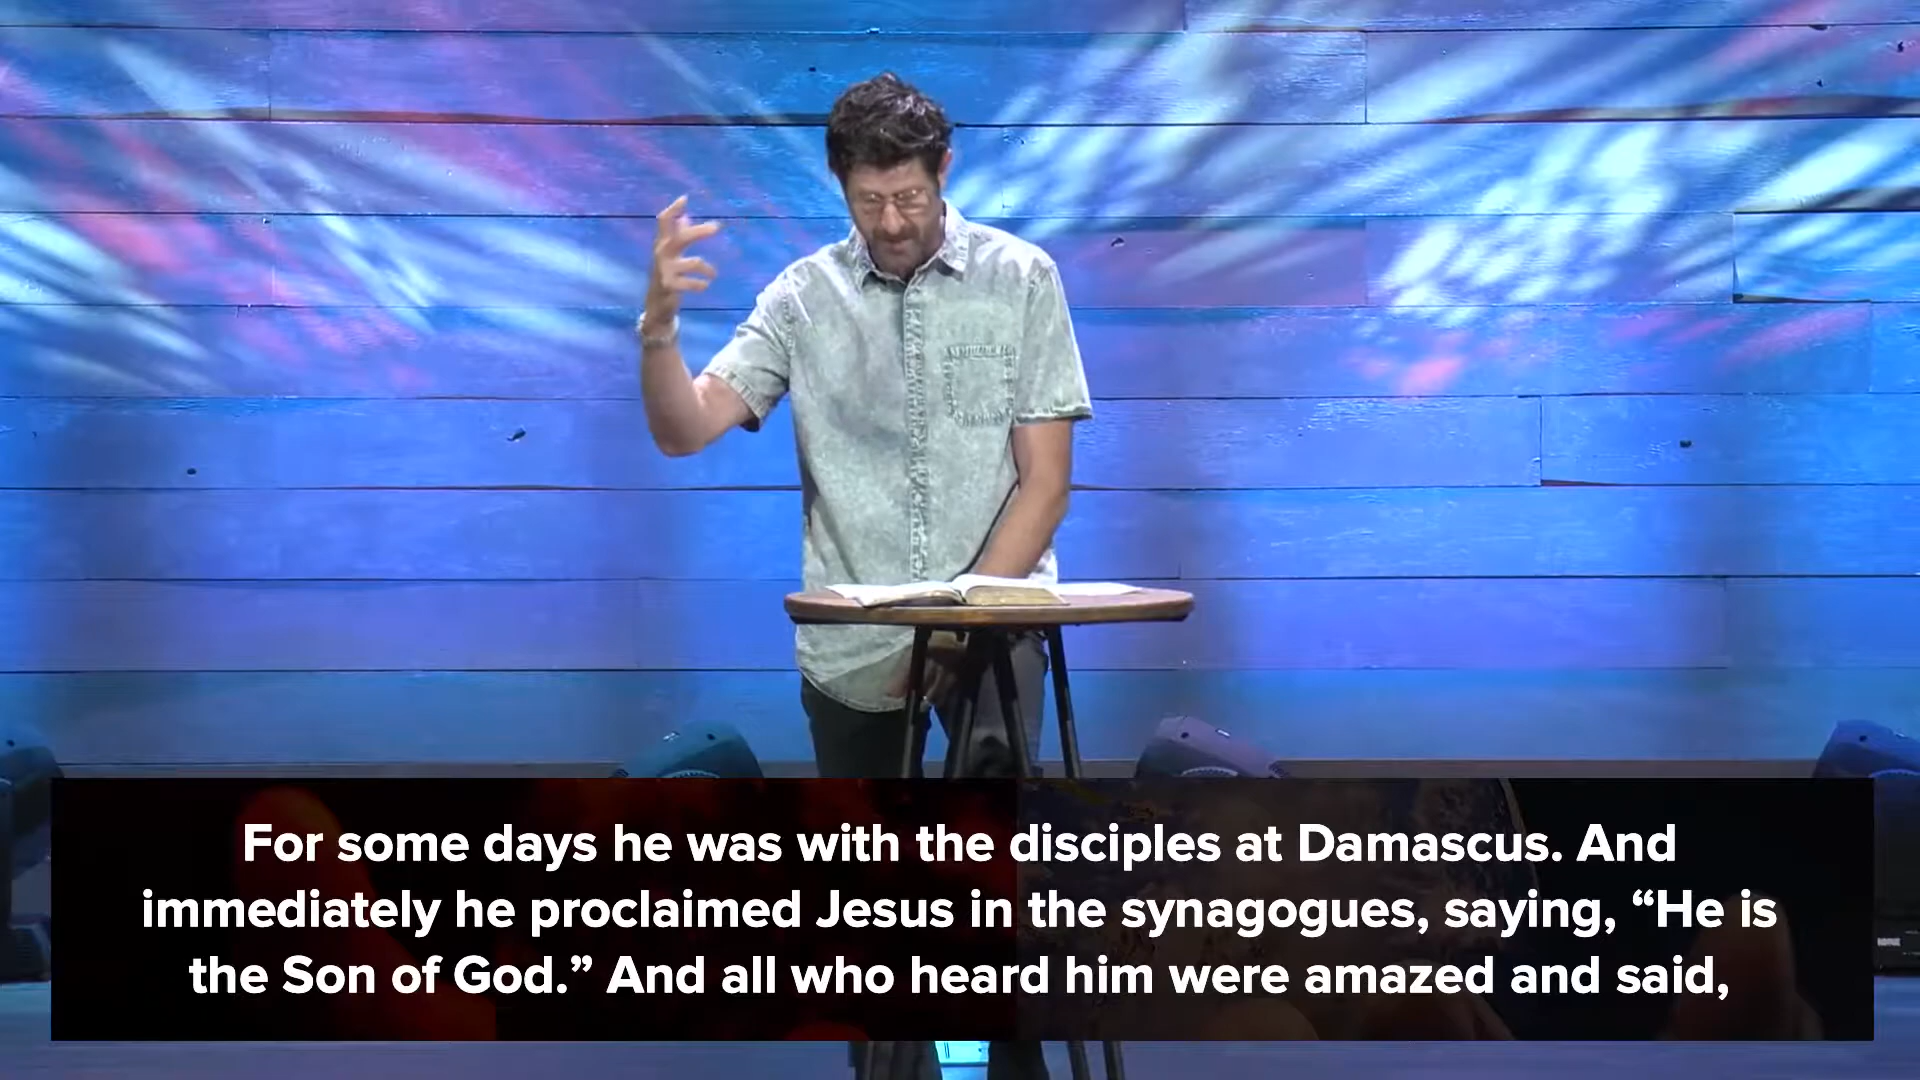 For some days he was with the disciples at Damascus. And
immediately he proclaimed Jesus in the synagogues, saying, “He is
the Son of God.” And all who heard him were amazed and said,